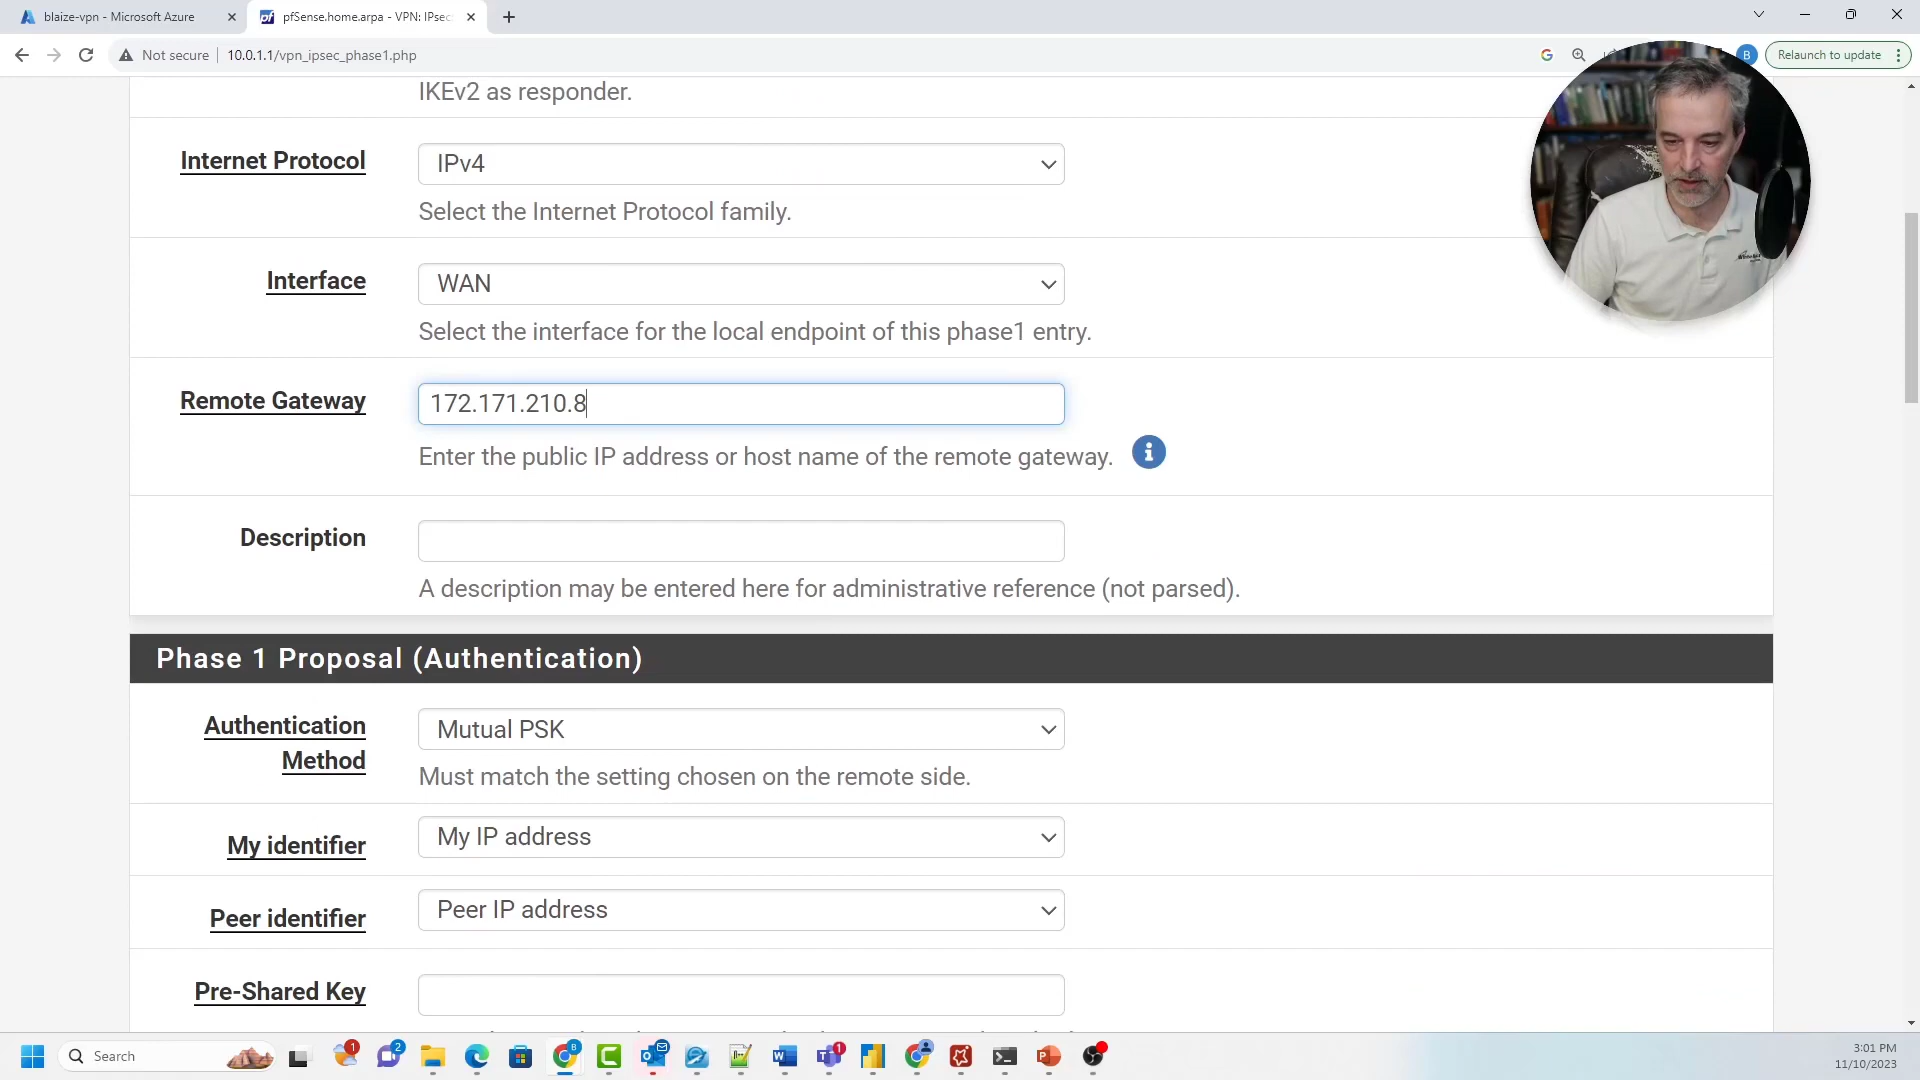 blaize-vpn - Microsoft Azure
pfSense.home.arpa - VPN: IPsec:
Not secure
10.0.1.1/vpn_ipsec_phase1.php
B
Relaunch to update
IKEv2 as responder.
Internet Protocol
IPv4
Select the Internet Protocol family.
Interface
WAN
Select the interface for the local endpoint of this phase1 entry.
Remote Gateway
172.171.210.8
Enter the public IP address or host name of the remote gateway.
Description
A description may be entered here for administrative reference (not parsed).
Phase 1 Proposal (Authentication)
Authentication
Method
Mutual PSK
Must match the setting chosen on the remote side.
My identifier
My IP address
Peer identifier
Peer IP address
Pre-Shared Key
Search
3:01 PM
11/10/2023